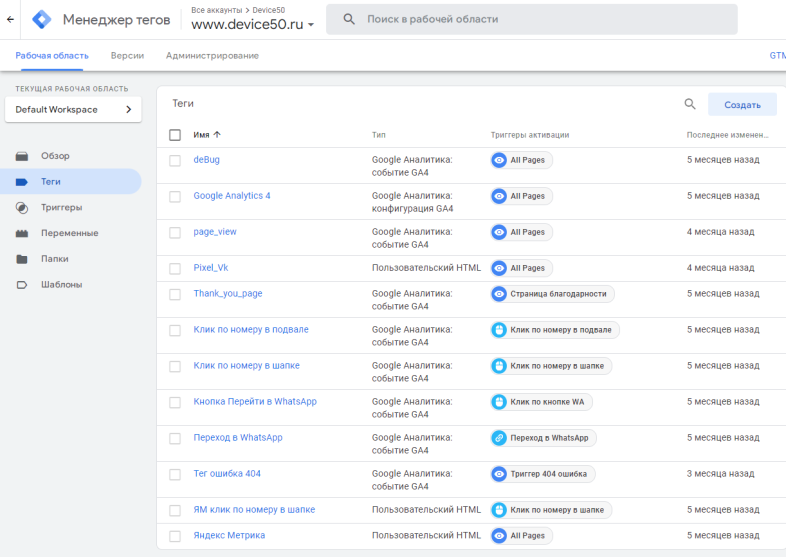 Все аккаунты > Device50
Менеджер тегов
www.device50.ru
Поиск в рабочей области
Рабочая область
Версии
Администрирование
GTM
ТЕКУЩАЯ РАБОЧАЯ ОБЛАСТЬ
Default Workspace
Обзор
Теги
Триггеры
Переменные
Папки
Шаблоны
Теги
Создать
Имя
Тип
Триггеры активации
Последнее изменен...
deBug
Google Аналитика:
событие GA4
All Pages
5 месяцев назад
Google Analytics 4
Google Аналитика:
конфигурация GA4
All Pages
5 месяцев назад
page_view
Google Аналитика:
событие GA4
All Pages
4 месяца назад
Pixel_Vk
Пользовательский HTML
All Pages
4 месяца назад
Thank_you_page
Google Аналитика:
событие GA4
Страница благодарности
5 месяцев назад
Клик по номеру в подвале
Google Аналитика:
событие GA4
Клик по номеру в подвале
5 месяцев назад
Клик по номеру в шапке
Google Аналитика:
событие GA4
Клик по номеру в шапке
5 месяцев назад
Кнопка Перейти в WhatsApp
Google Аналитика:
событие GA4
Клик по кнопке WA
5 месяцев назад
Переход в WhatsApp
Google Аналитика:
событие GA4
Переход в WhatsApp
5 месяцев назад
Тег ошибка 404
Google Аналитика:
событие GA4
Триггер 404 ошибка
3 месяца назад
ЯМ клик по номеру в шапке
Пользовательский HTML
Клик по номеру в шапке
5 месяцев назад
Яндекс Метрика
Пользовательский HTML
All Pages
5 месяцев назад